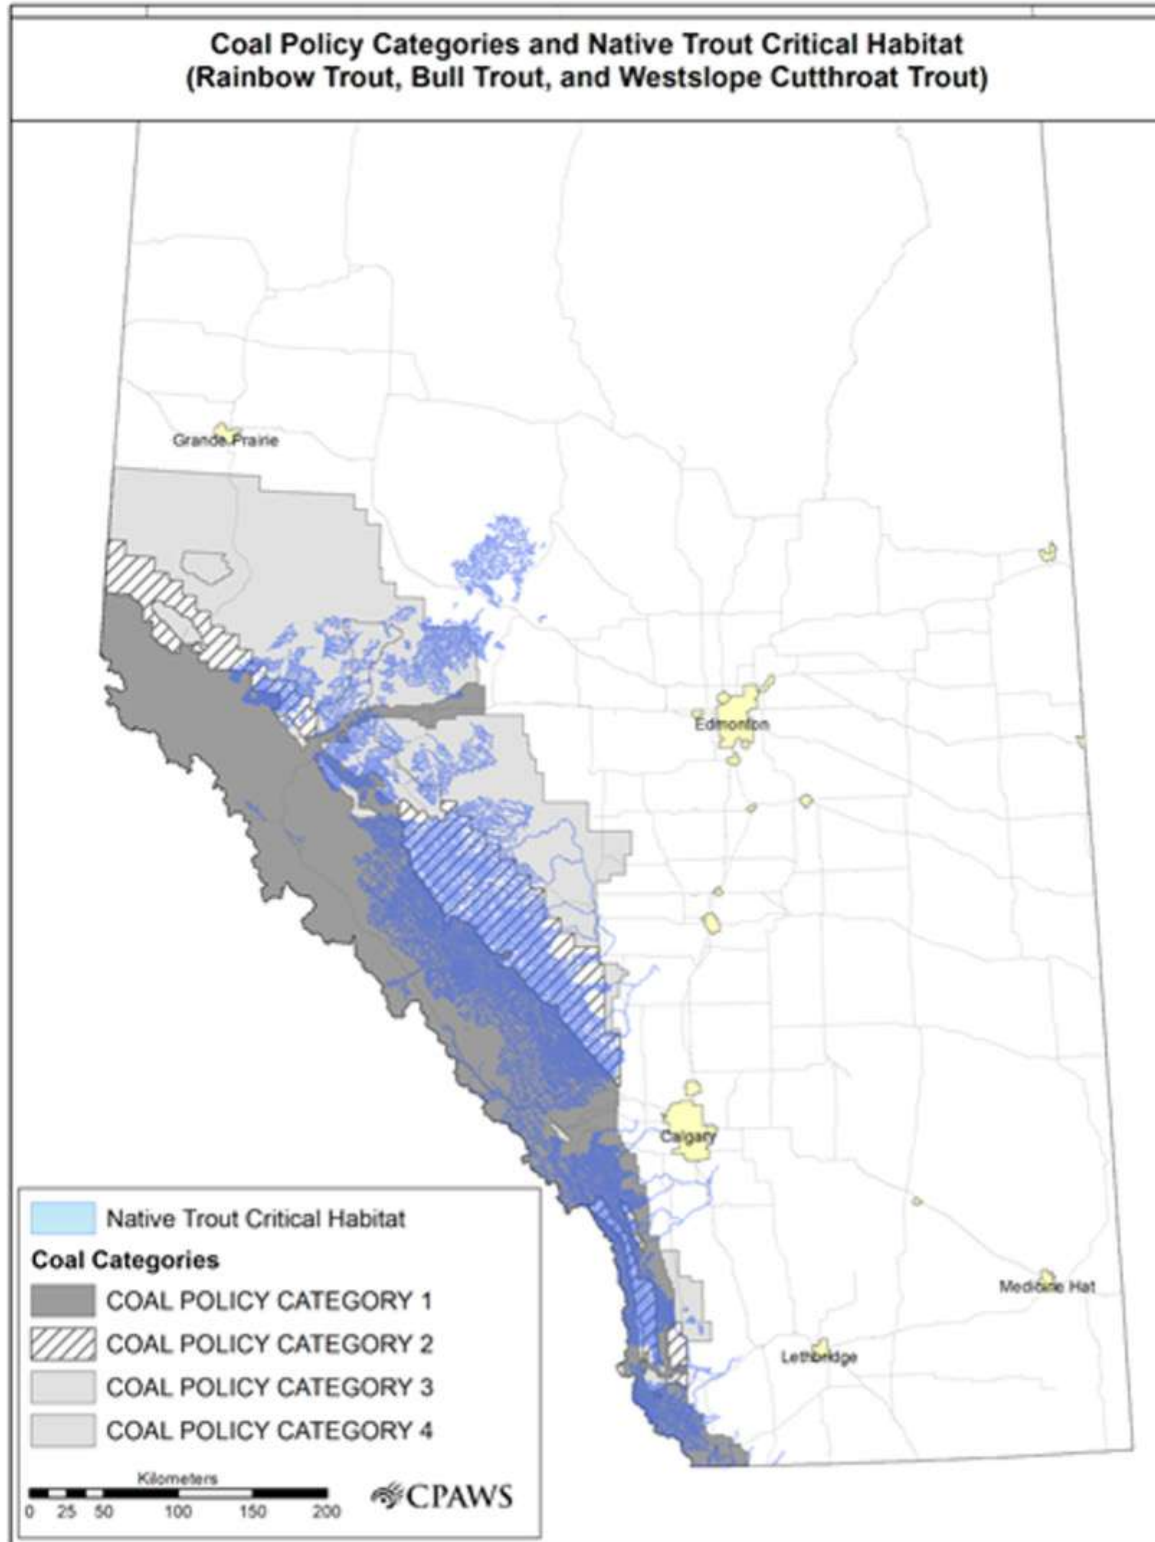 Coal Policy Categories and Native Trout Critical Habitat
(Rainbow Trout, Bull Trout, and Westslope Cutthroat Trout)
Grande Prairie
Edmonton
Calgary
Medicine Hat
Lethbridge
Native Trout Critical Habitat
Coal Categories
COAL POLICY CATEGORY 1
COAL POLICY CATEGORY 2
COAL POLICY CATEGORY 3
COAL POLICY CATEGORY 4
Kilometers
0 25 50 100 150 200
CPAWS